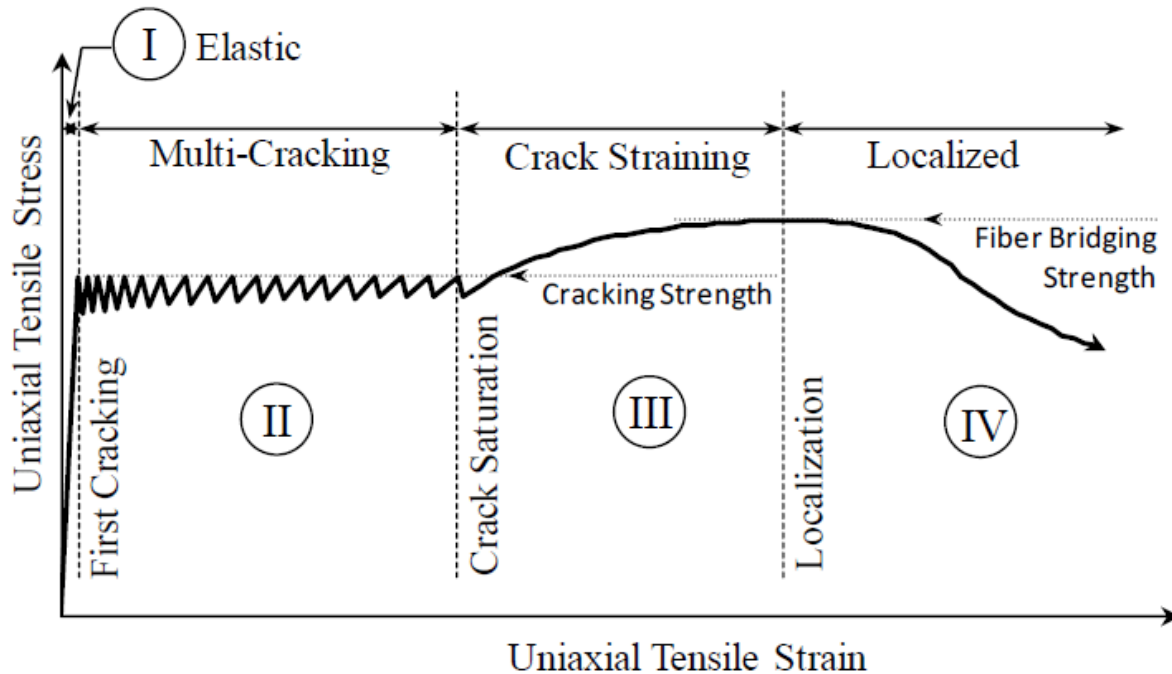 I Elastic
Multi-Cracking
Crack Straining
Localized
Uniaxial Tensile Stress
Fiber Bridging
Strength
Cracking Strength
First Cracking
II
Crack Saturation
III
Localization
IV
Uniaxial Tensile Strain